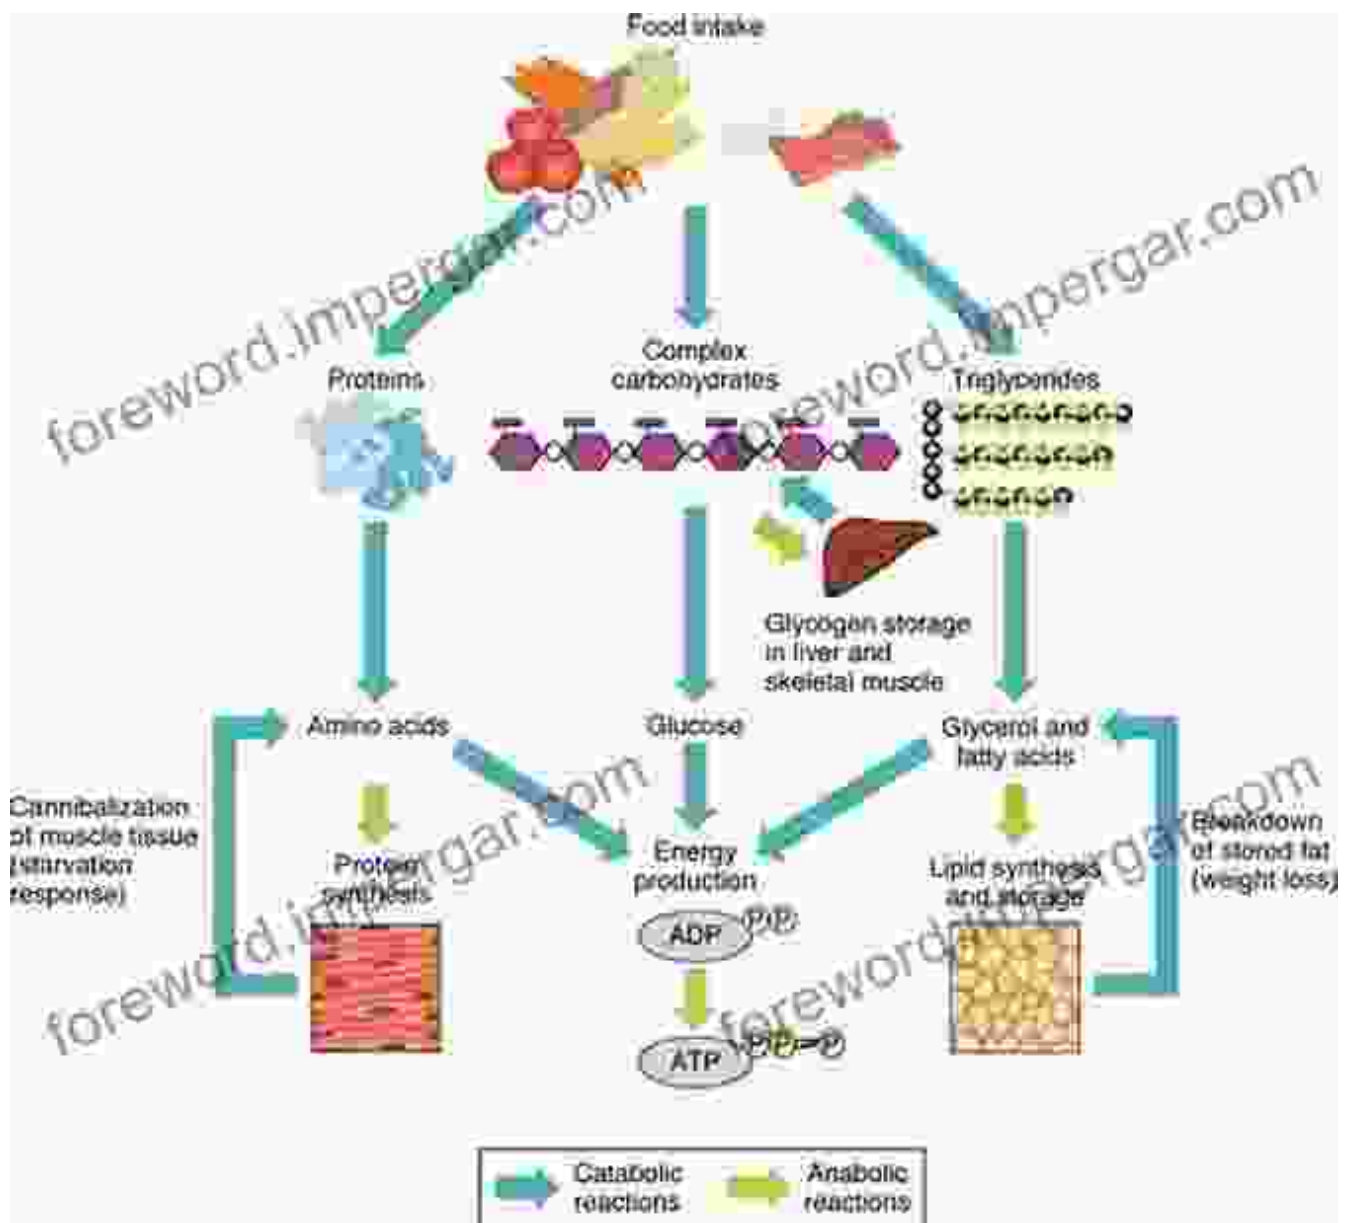 Food intake
Proteins
Complex
carbohydrates
Triglycerides
Glycogen storage
in liver and
skeletal muscle
Amino acids
Glucose
Glycerol and
fatty acids
Cannibalization
of muscle tissue
(starvation
response)
Protein
synthesis
Energy
production
Lipid synthesis
and storage
Breakdown
of stored fat
(weight loss)
ADP
P P
ATP
P P P
Catabolic
reactions
Anabolic
reactions
foreword.impergar.com
foreword.impergar.com
foreword.impergar.com
foreword.impergar.com